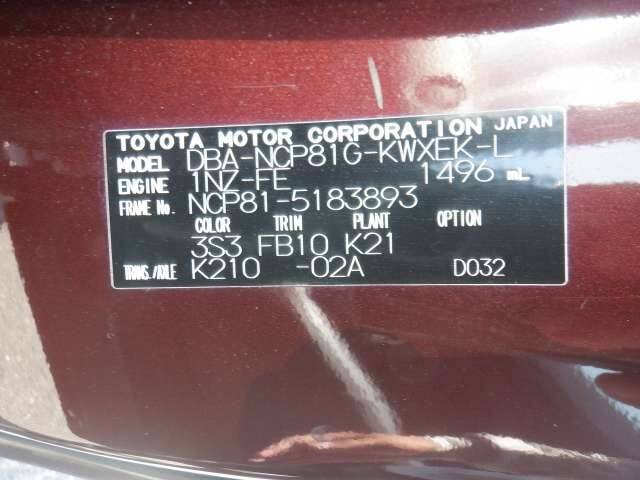 TOYOTA MOTOR CORPORATION JAPAN
MODEL DBA-NCP81G-KWXEK-L
ENGINE 1NZ-FE 1496 mL
FRAME No. NCP81-5183893
COLOR TRIM PLANT OPTION
3S3 FB10 K21
TRANS./AXLE K210 -02A D032